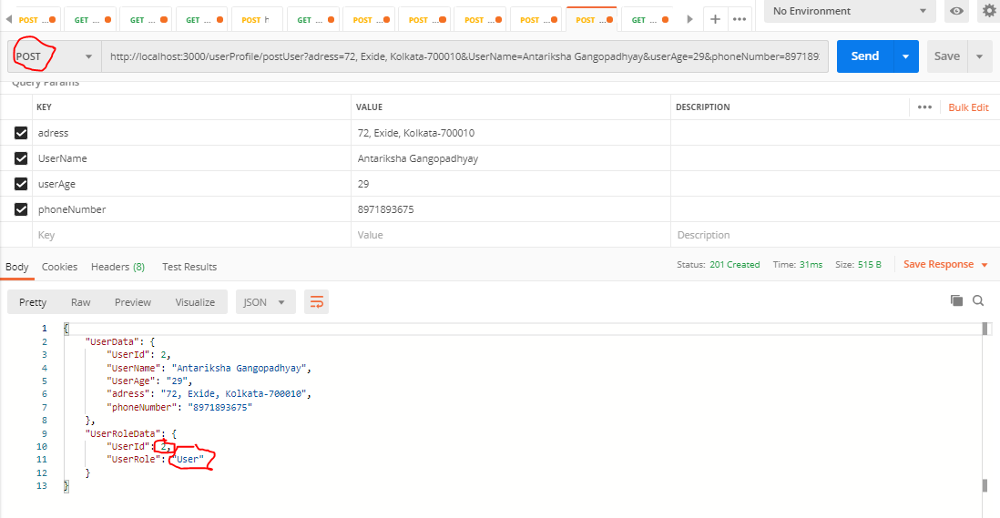 POST ... GET ... GET ... GET ... POST h GET ... POST ... POST ... POST ... POST ... POST ... GET ... No Environment
POST http://localhost:3000/userProfile/postUser?adress=72, Exide, Kolkata-700010&UserName=Antariksha Gangopadhyay&userAge=29&phoneNumber=897189 Send Save
Query Params
KEY VALUE DESCRIPTION Bulk Edit
adress 72, Exide, Kolkata-700010
UserName Antariksha Gangopadhyay
userAge 29
phoneNumber 8971893675
Key Value Description
Body Cookies Headers (8) Test Results Status: 201 Created Time: 31ms Size: 515 B Save Response
Pretty Raw Preview Visualize JSON
1 {
2 "UserData": {
3 "UserId": 2,
4 "UserName": "Antariksha Gangopadhyay",
5 "UserAge": "29",
6 "adress": "72, Exide, Kolkata-700010",
7 "phoneNumber": "8971893675"
8 },
9 "UserRoleData": {
10 "UserId": 2,
11 "UserRole": "User"
12 }
13 }